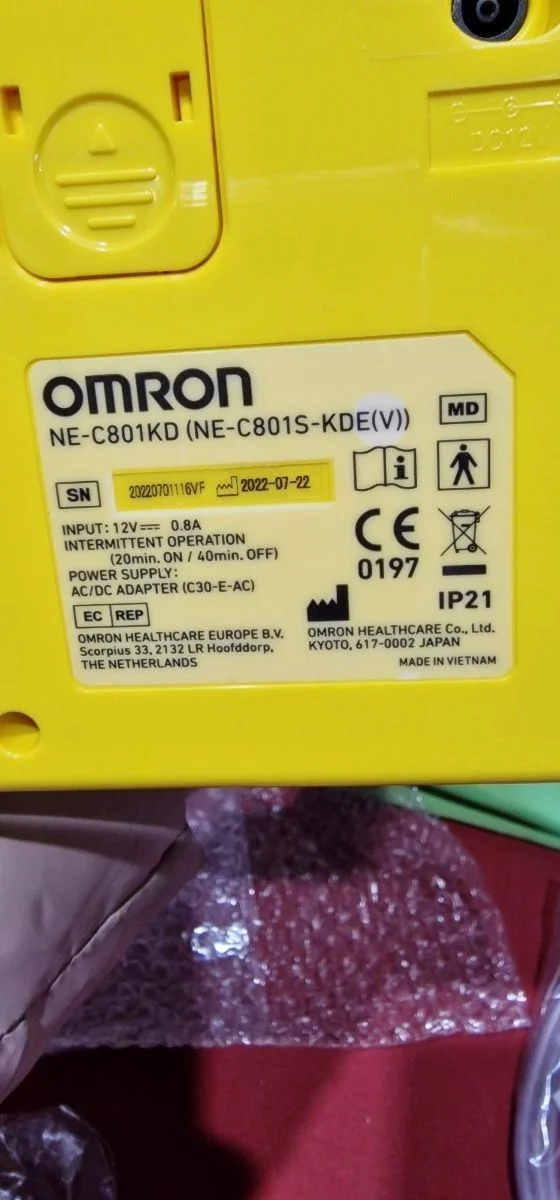 DC12V
OMRON
NE-C801KD (NE-C801S-KDE(V))
MD
SN 20220701116VF 2022-07-22
INPUT: 12V⎓ 0.8A
INTERMITTENT OPERATION
(20min. ON / 40min. OFF)
POWER SUPPLY:
AC/DC ADAPTER (C30-E-AC)
EC REP
OMRON HEALTHCARE EUROPE B.V.
Scorpius 33, 2132 LR Hoofddorp,
THE NETHERLANDS
i
CE
0197
IP21
OMRON HEALTHCARE Co., Ltd.
KYOTO, 617-0002 JAPAN
MADE IN VIETNAM